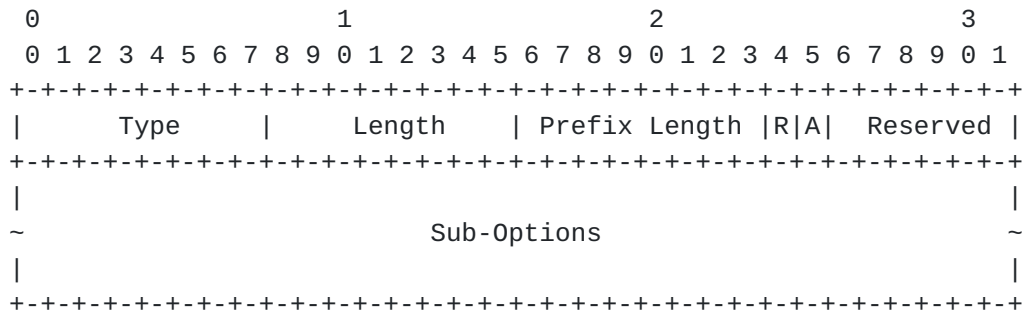 0                   1                   2                   3
 0 1 2 3 4 5 6 7 8 9 0 1 2 3 4 5 6 7 8 9 0 1 2 3 4 5 6 7 8 9 0 1
+-+-+-+-+-+-+-+-+-+-+-+-+-+-+-+-+-+-+-+-+-+-+-+-+-+-+-+-+-+-+-+-+
|      Type     |     Length    | Prefix Length |R|A|  Reserved |
+-+-+-+-+-+-+-+-+-+-+-+-+-+-+-+-+-+-+-+-+-+-+-+-+-+-+-+-+-+-+-+-+
|                                                               |
~                          Sub-Options                          ~
|                                                               |
+-+-+-+-+-+-+-+-+-+-+-+-+-+-+-+-+-+-+-+-+-+-+-+-+-+-+-+-+-+-+-+-+